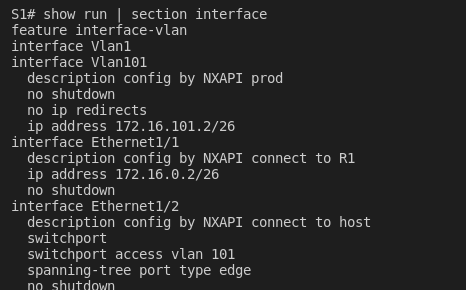 S1# show run | section interface
feature interface-vlan
interface Vlan1
interface Vlan101
  description config by NXAPI prod
  no shutdown
  no ip redirects
  ip address 172.16.101.2/26
interface Ethernet1/1
  description config by NXAPI connect to R1
  ip address 172.16.0.2/26
  no shutdown
interface Ethernet1/2
  description config by NXAPI connect to host
  switchport
  switchport access vlan 101
  spanning-tree port type edge
  no shutdown